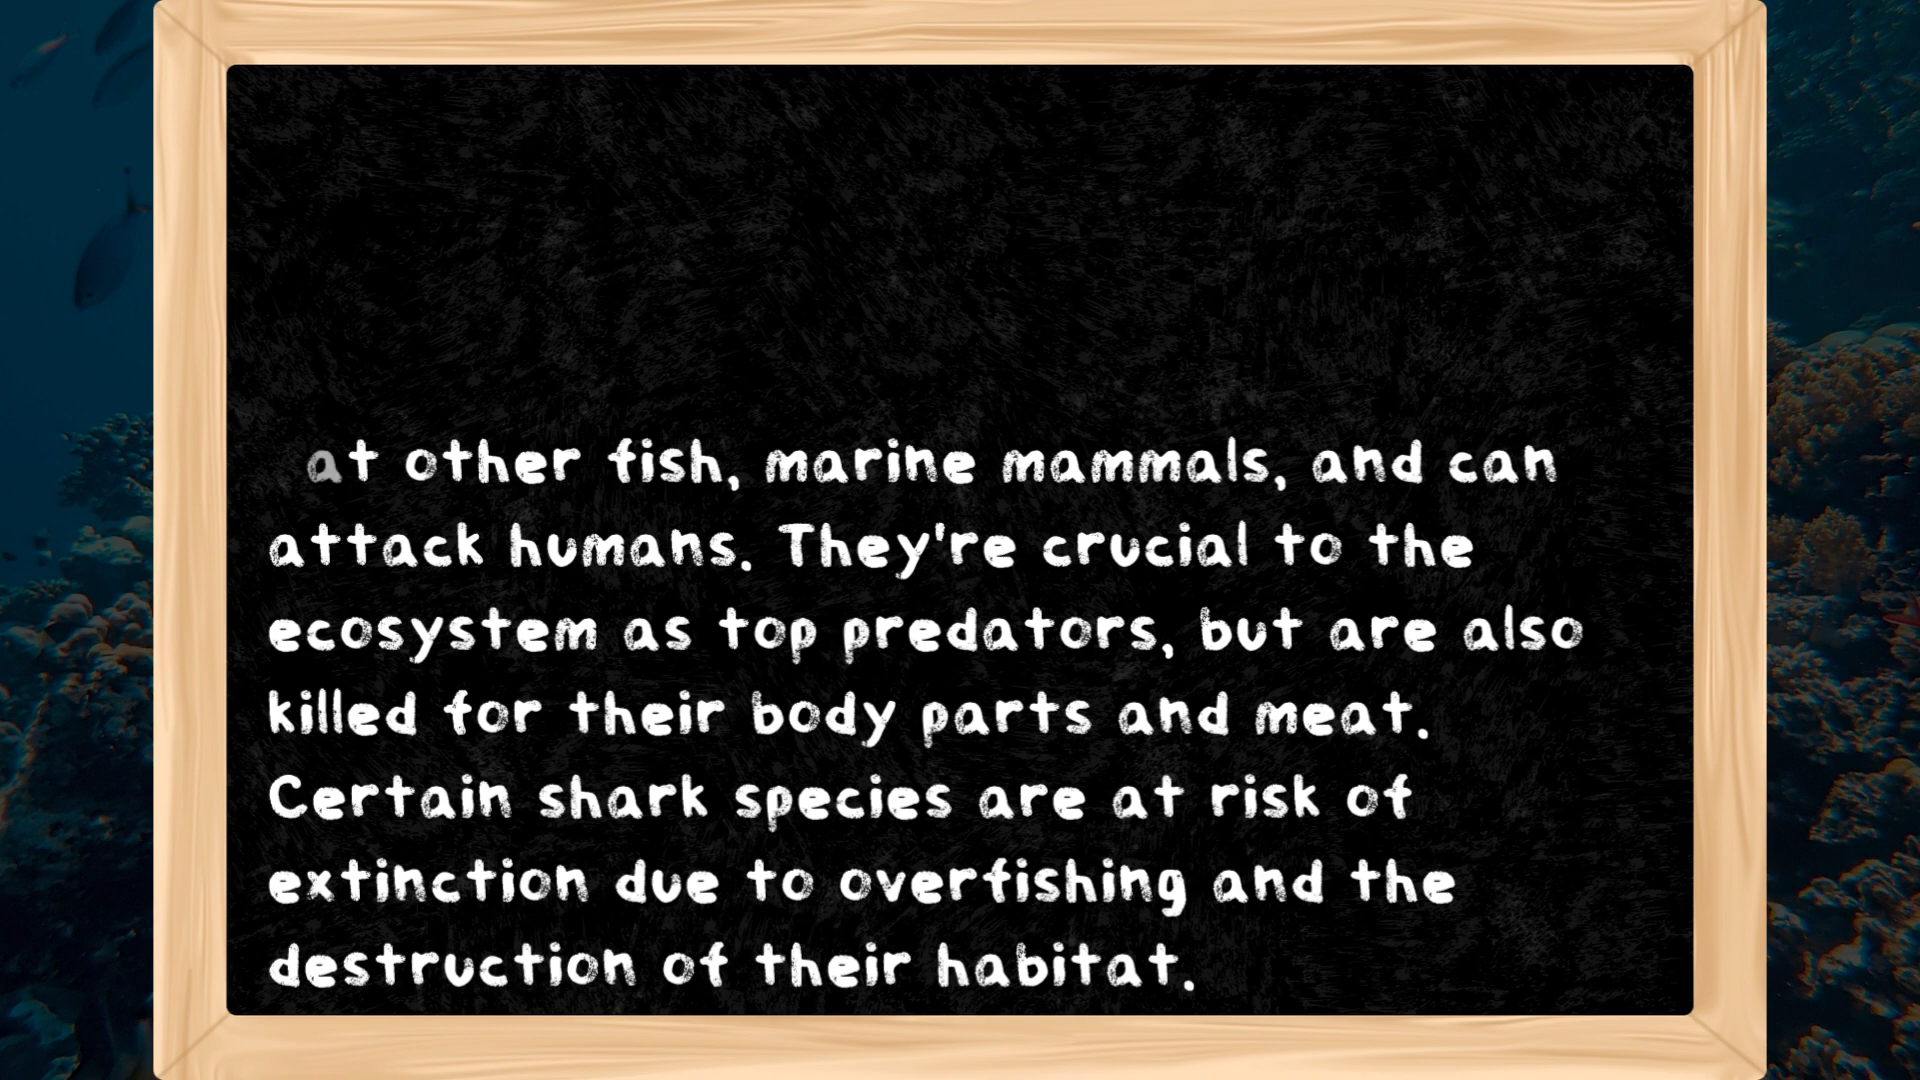 at other fish, marine mammals, and can
attack humans. They're crucial to the
ecosystem as top predators, but are also
killed for their body parts and meat.
Certain shark species are at risk of
extinction due to overfishing and the
destruction of their habitat.